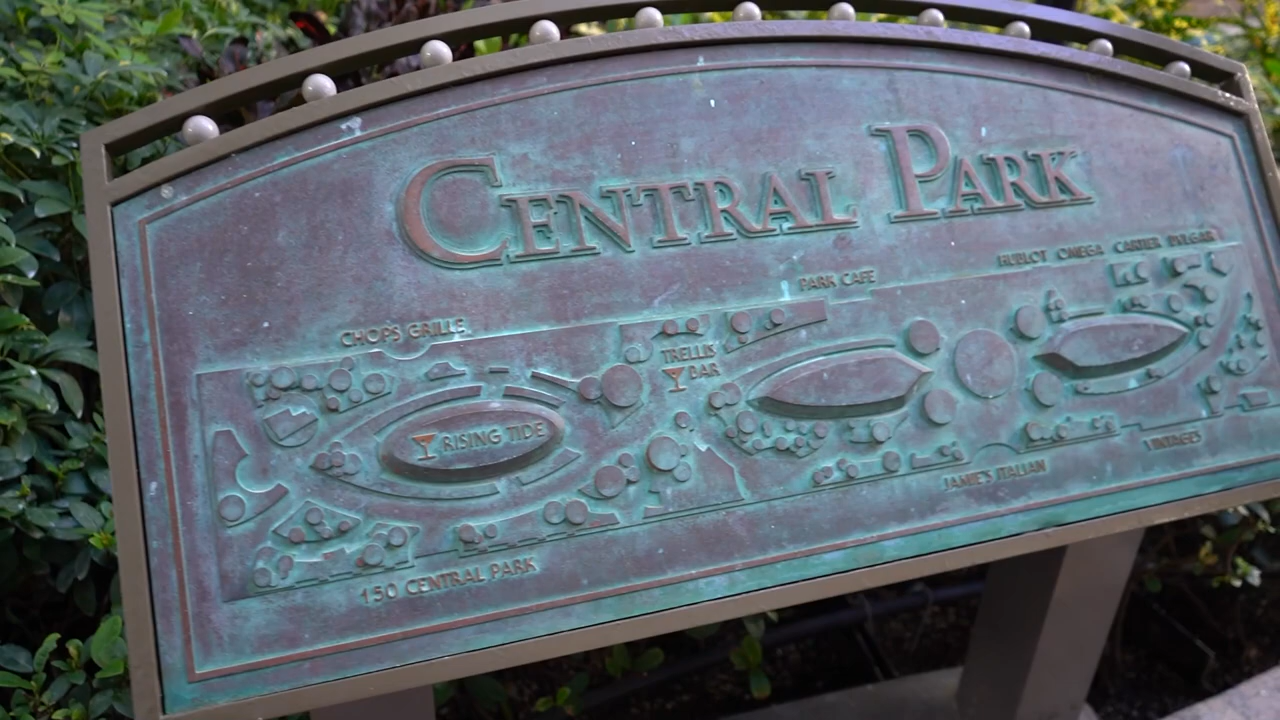 CENTRAL PARK
HUBLOT OMEGA CARTIER BVLGARI
PARK CAFE
CHOPS GRILLE
TRELLIS
BAR
RISING TIDE
VINTAGES
JAMIE'S ITALIAN
150 CENTRAL PARK